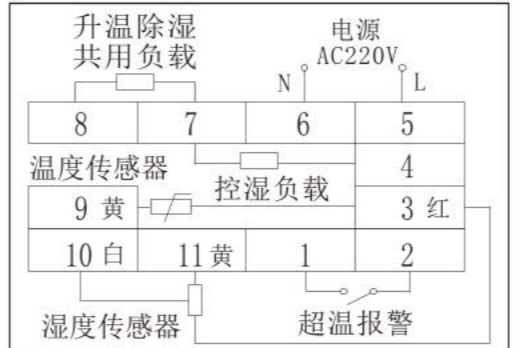 升温除湿
共用负载
电源
AC220V
N L
8 7 6 5
温度传感器 4
控湿负载
9 黄 3 红
10 白 11 黄 1 2
湿度传感器 超温报警